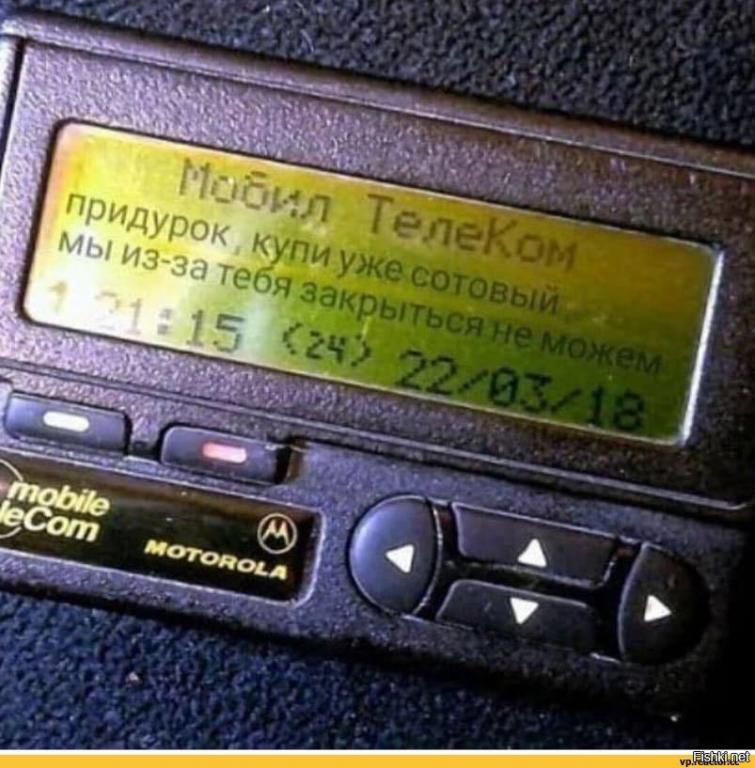 Мобил ТелеКом
придурок, купи уже сотовый
мы из-за тебя закрыться не можем
1 21:15 (24) 22/03/18
mobile
leCom
MOTOROLA
Fishki.net